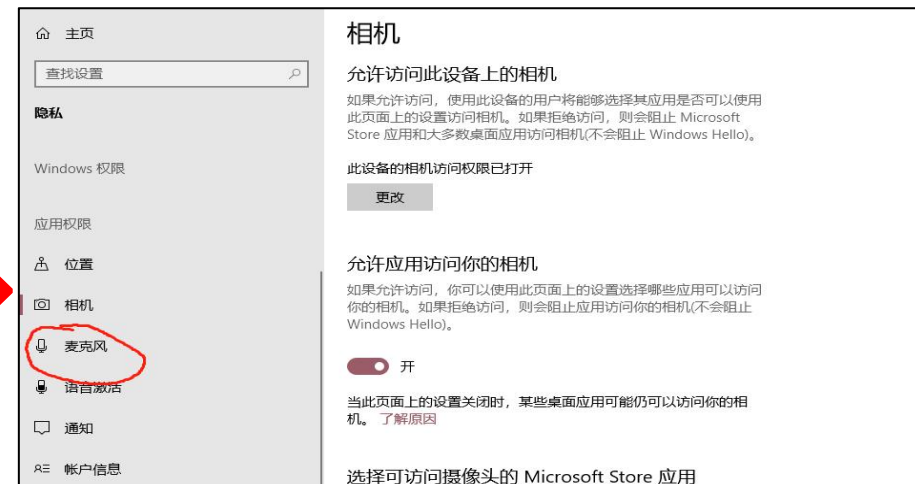 主页
查找设置
隐私
Windows 权限
应用权限
位置
相机
麦克风
语音激活
通知
帐户信息
相机
允许访问此设备上的相机
如果允许访问，使用此设备的用户将能够选择其应用是否可以使用
此页面上的设置访问相机。如果拒绝访问，则会阻止 Microsoft
Store 应用和大多数桌面应用访问相机(不会阻止 Windows Hello)。
此设备的相机访问权限已打开
更改
允许应用访问你的相机
如果允许访问，你可以使用此页面上的设置选择哪些应用可以访问
你的相机。如果拒绝访问，则会阻止应用访问你的相机(不会阻止
Windows Hello)。
开
当此页面上的设置关闭时，某些桌面应用可能仍可以访问你的相
机。 了解原因
选择可访问摄像头的 Microsoft Store 应用